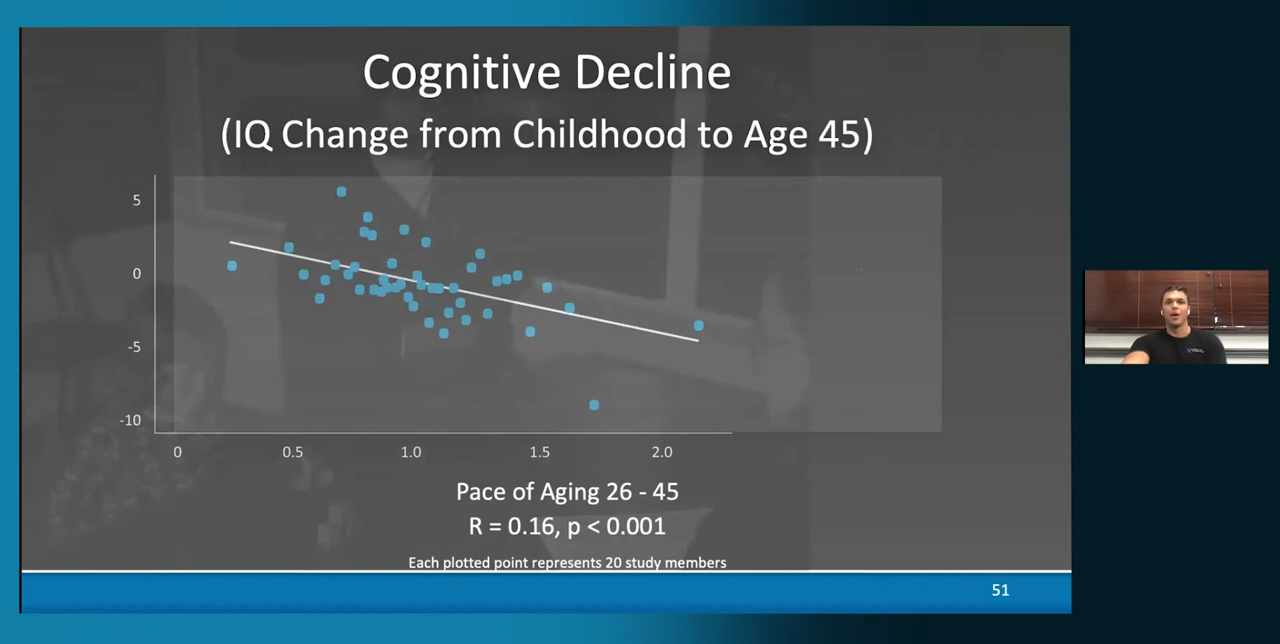 Cognitive Decline
(IQ Change from Childhood to Age 45)
5
0
-5
-10
0 0.5 1.0 1.5 2.0
Pace of Aging 26 - 45
R = 0.16, p < 0.001
Each plotted point represents 20 study members
51